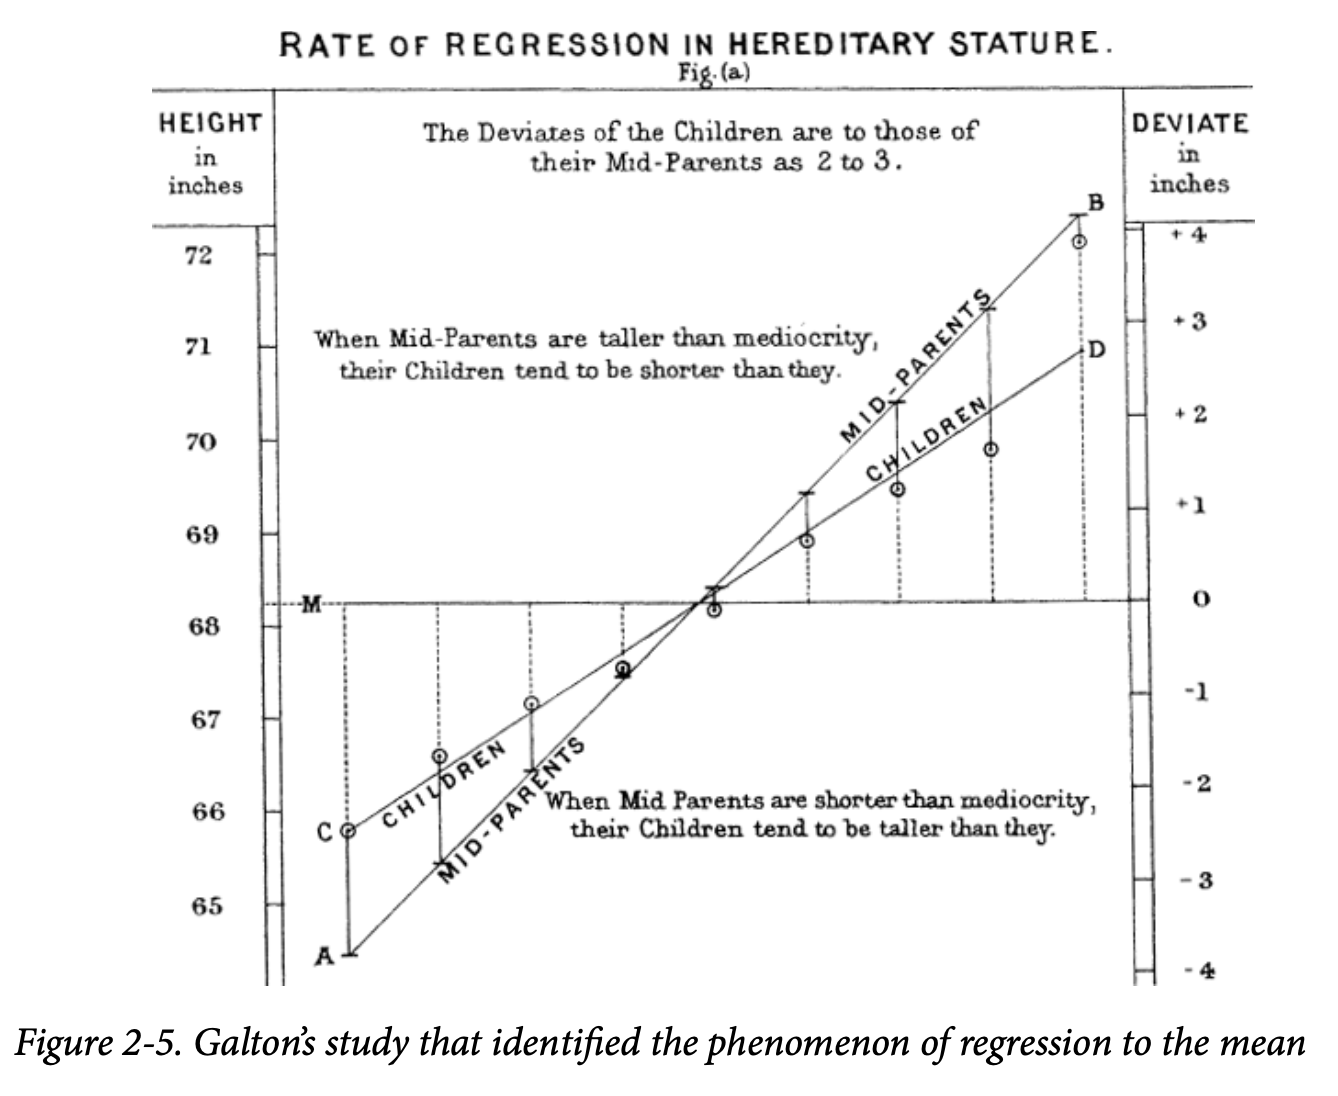 RATE OF REGRESSION IN HEREDITARY STATURE.
Fig. (a)
HEIGHT
in
inches
DEVIATE
in
inches
The Deviates of the Children are to those of
their Mid-Parents as 2 to 3.
B
+4
72
When Mid-Parents are taller than mediocrity,
their Children tend to be shorter than they.
MID-PARENTS
+3
71
D
CHILDREN
+2
70
+1
69
M
0
68
-1
67
CHILDREN
MID-PARENTS
-2
66
When Mid Parents are shorter than mediocrity,
their Children tend to be taller than they.
C
-3
65
A
-4
Figure 2-5. Galton's study that identified the phenomenon of regression to the mean